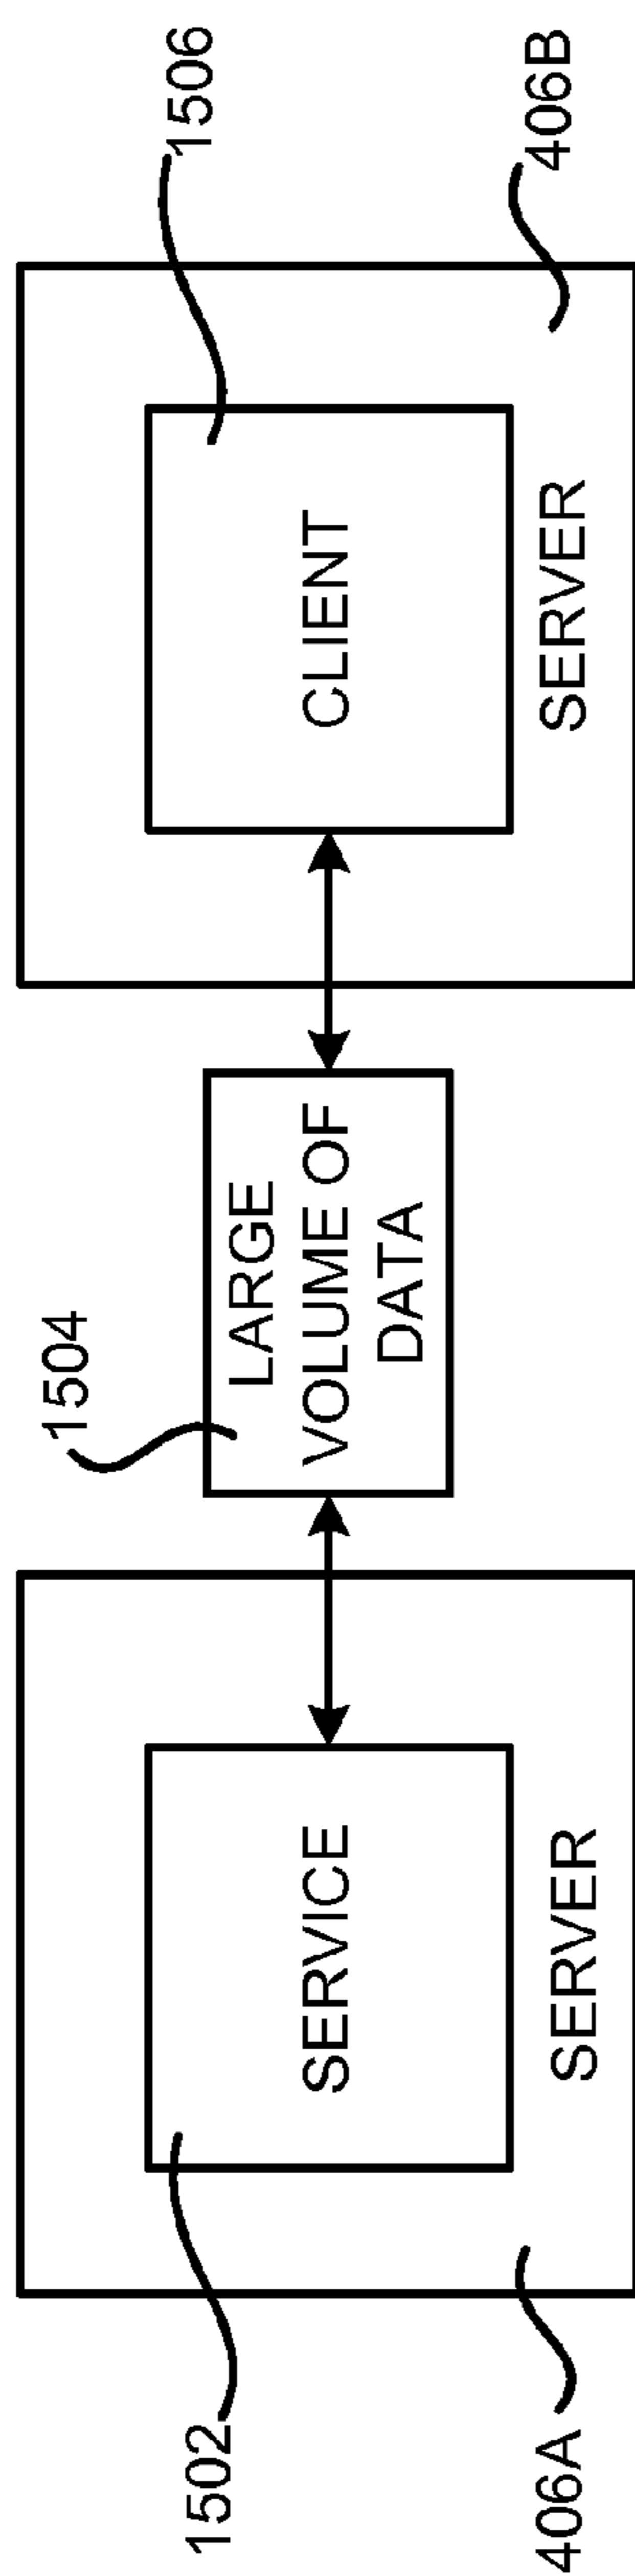 1502
SERVICE
SERVER
406A
1504
LARGE
VOLUME OF
DATA
1506
CLIENT
SERVER
406B